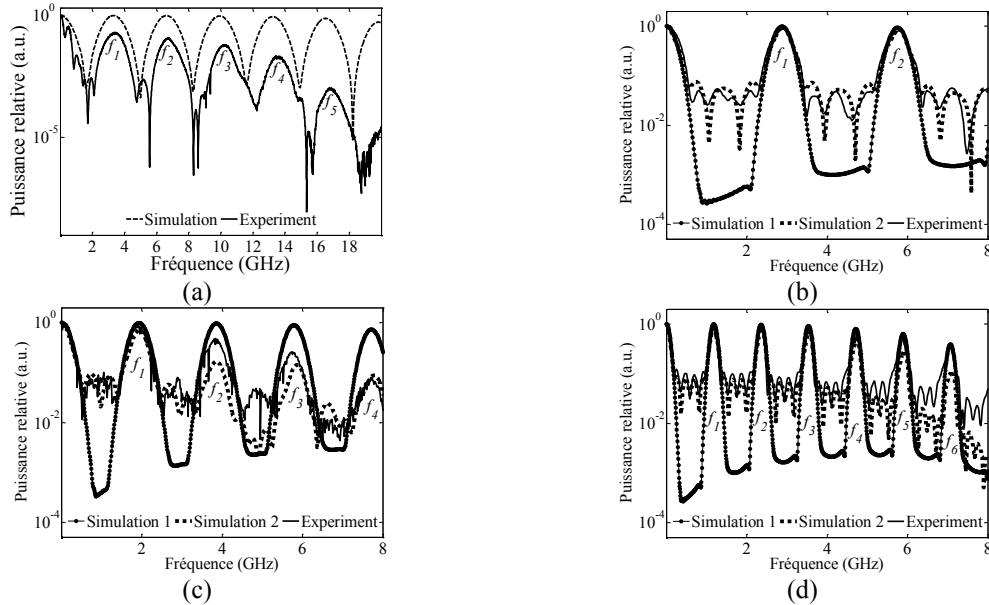 10^0
10^-5
Puissance relative (a.u.)
f1 f2 f3 f4 f5
Simulation Experiment
2 4 6 8 10 12 14 16 18
Fréquence (GHz)
(a)
10^0
10^-2
10^-4
Puissance relative (a.u.)
f1 f2
Simulation 1 Simulation 2 Experiment
0 2 4 6 8
Fréquence (GHz)
(b)
10^0
10^-2
10^-4
Puissance relative (a.u.)
f1 f2 f3 f4
Simulation 1 Simulation 2 Experiment
2 4 6 8
Fréquence (GHz)
(c)
10^0
10^-2
10^-4
Puissance relative (a.u.)
f1 f2 f3 f4 f5 f6
Simulation 1 Simulation 2 Experiment
0 2 4 6 8
Fréquence (GHz)
(d)